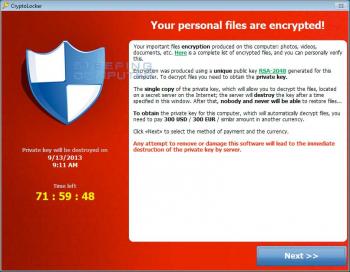 CryptoLocker
Your personal files are encrypted!
Your important files encryption produced on this computer: photos, videos,
documents, etc. Here is a complete list of encrypted files, and you can personally verify
this.
Encryption was produced using a unique public key RSA-2048 generated for this
computer. To decrypt files you need to obtain the private key.
The single copy of the private key, which will allow you to decrypt the files, located
on a secret server on the Internet; the server will destroy the key after a time
specified in this window. After that, nobody and never will be able to restore files...
To obtain the private key for this computer, which will automatically decrypt files, you
need to pay 300 USD / 300 EUR / similar amount in another currency.
Click «Next» to select the method of payment and the currency.
Any attempt to remove or damage this software will lead to the immediate
destruction of the private key by server.
Private key will be destroyed on
9/13/2013
9:11 AM
Time left
71 : 59 : 48
Next >>